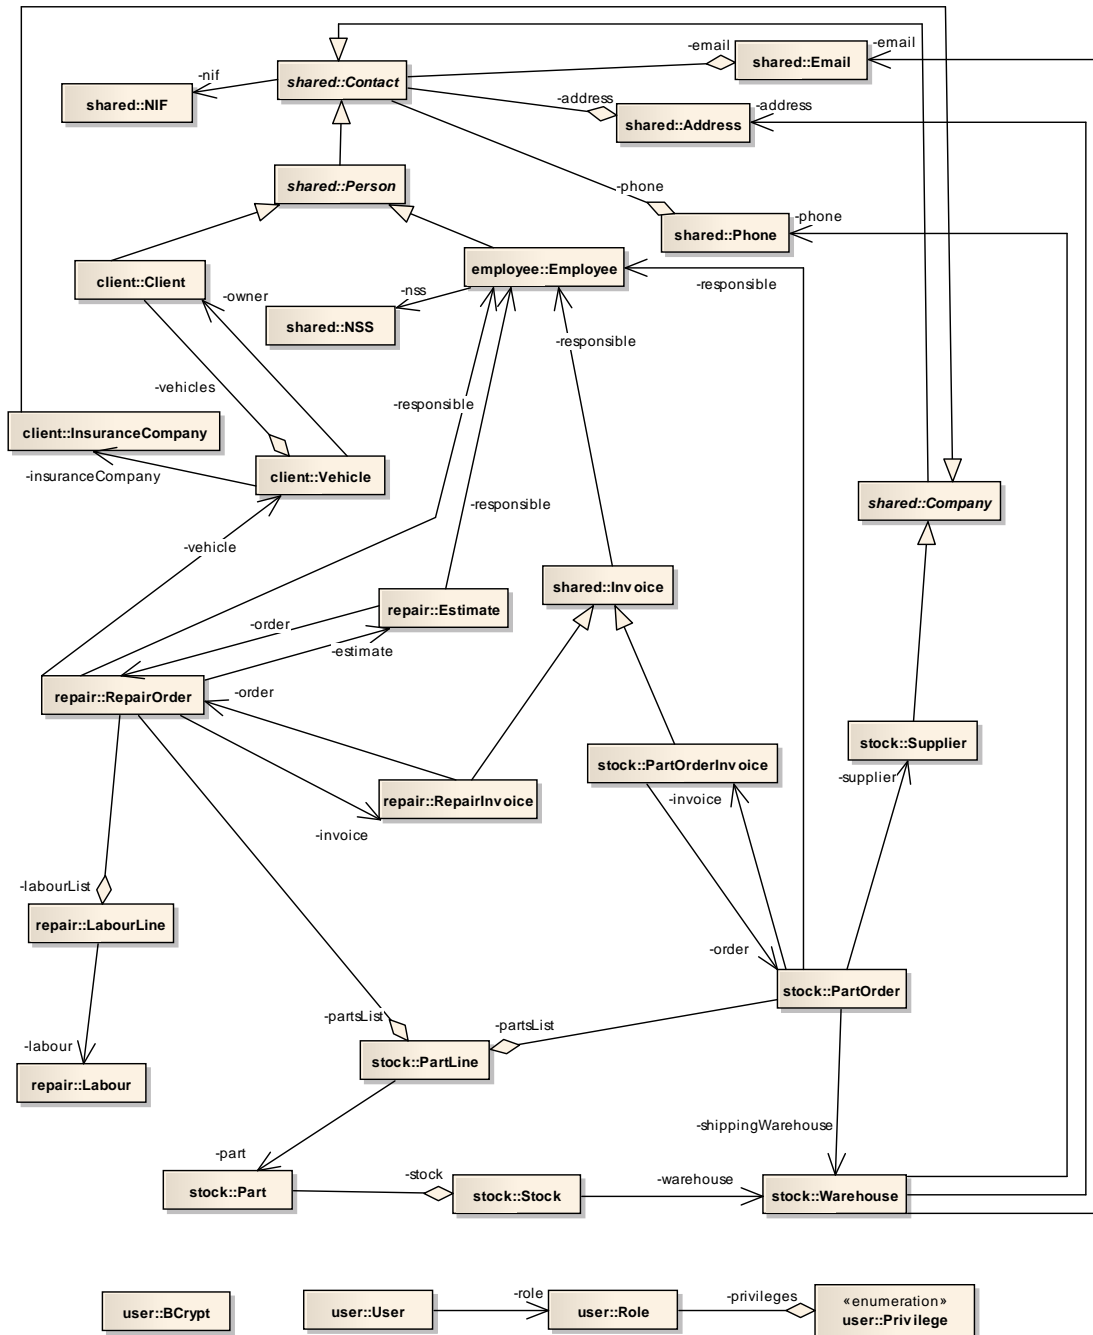 -email
-email
shared::Email
-nif
shared::Contact
shared::NIF
-address
-address
shared::Address
shared::Person
-phone
-phone
shared::Phone
employee::Employee
client::Client
-owner
-nss
-responsible
shared::NSS
-responsible
-vehicles
-responsible
client::InsuranceCompany
-insuranceCompany
client::Vehicle
-responsible
shared::Company
-vehicle
shared::Invoice
repair::Estimate
-order
-estimate
repair::RepairOrder
-order
stock::Supplier
stock::PartOrderInvoice
-supplier
repair::RepairInvoice
-invoice
-invoice
-labourList
repair::LabourLine
-order
stock::PartOrder
-partsList
-partsList
-labour
stock::PartLine
repair::Labour
-shippingWarehouse
-part
-stock
-warehouse
stock::Part
stock::Stock
stock::Warehouse
user::BCrypt
user::User
-role
user::Role
-privileges
«enumeration»
user::Privilege